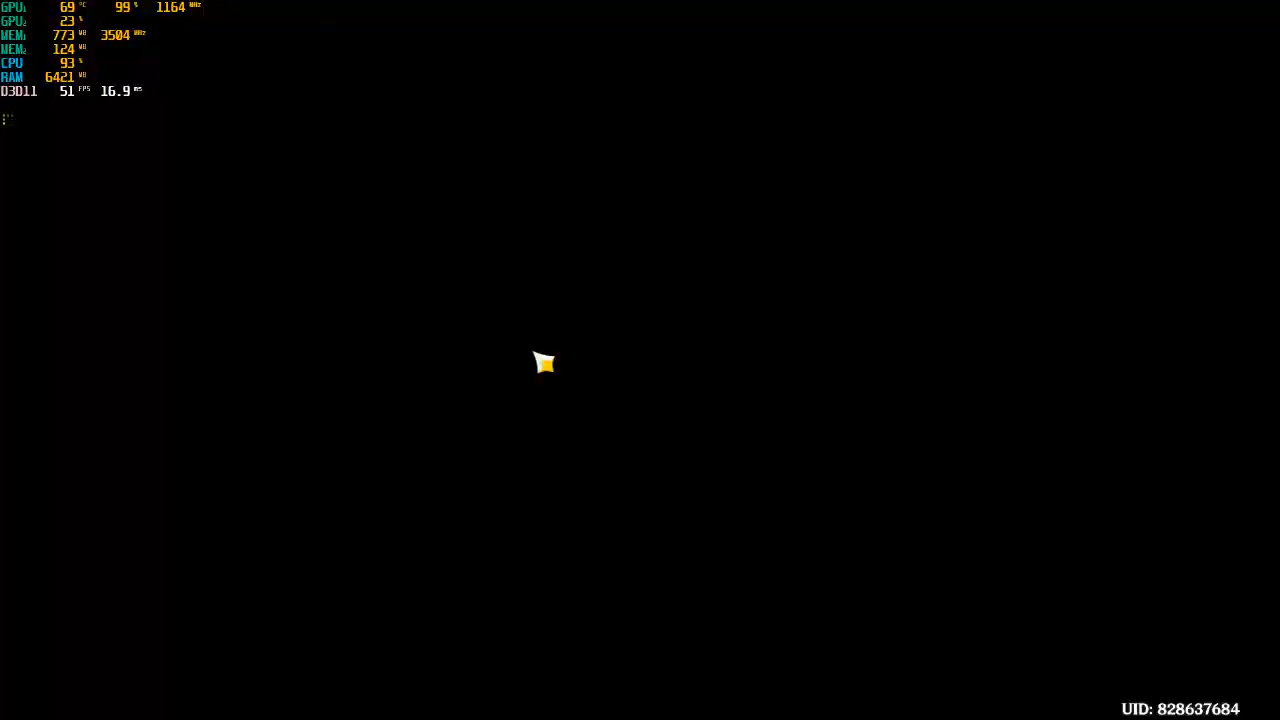 GPU1 69 °C 99 % 1164 MHz
GPU2 23 %
MEM1 773 MB 3504 MHz
MEM2 124 MB
CPU 93 %
RAM 6421 MB
D3D11 51 FPS 16.9 ms
UID: 828637684